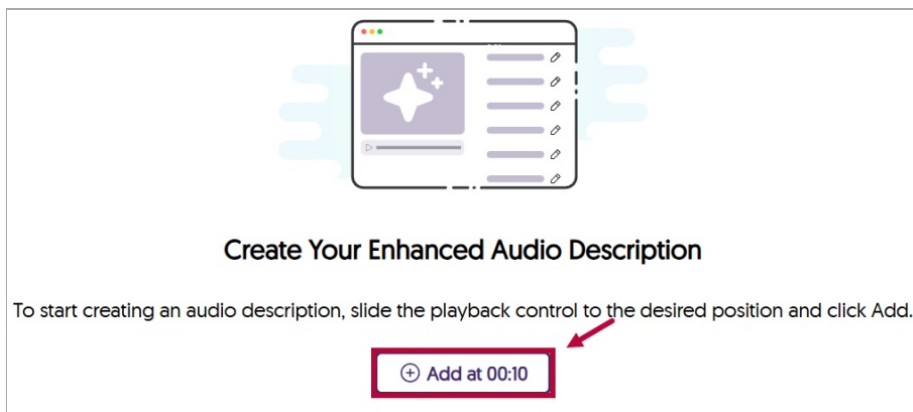 Create Your Enhanced Audio Description
To start creating an audio description, slide the playback control to the desired position and click Add.
Add at 00:10